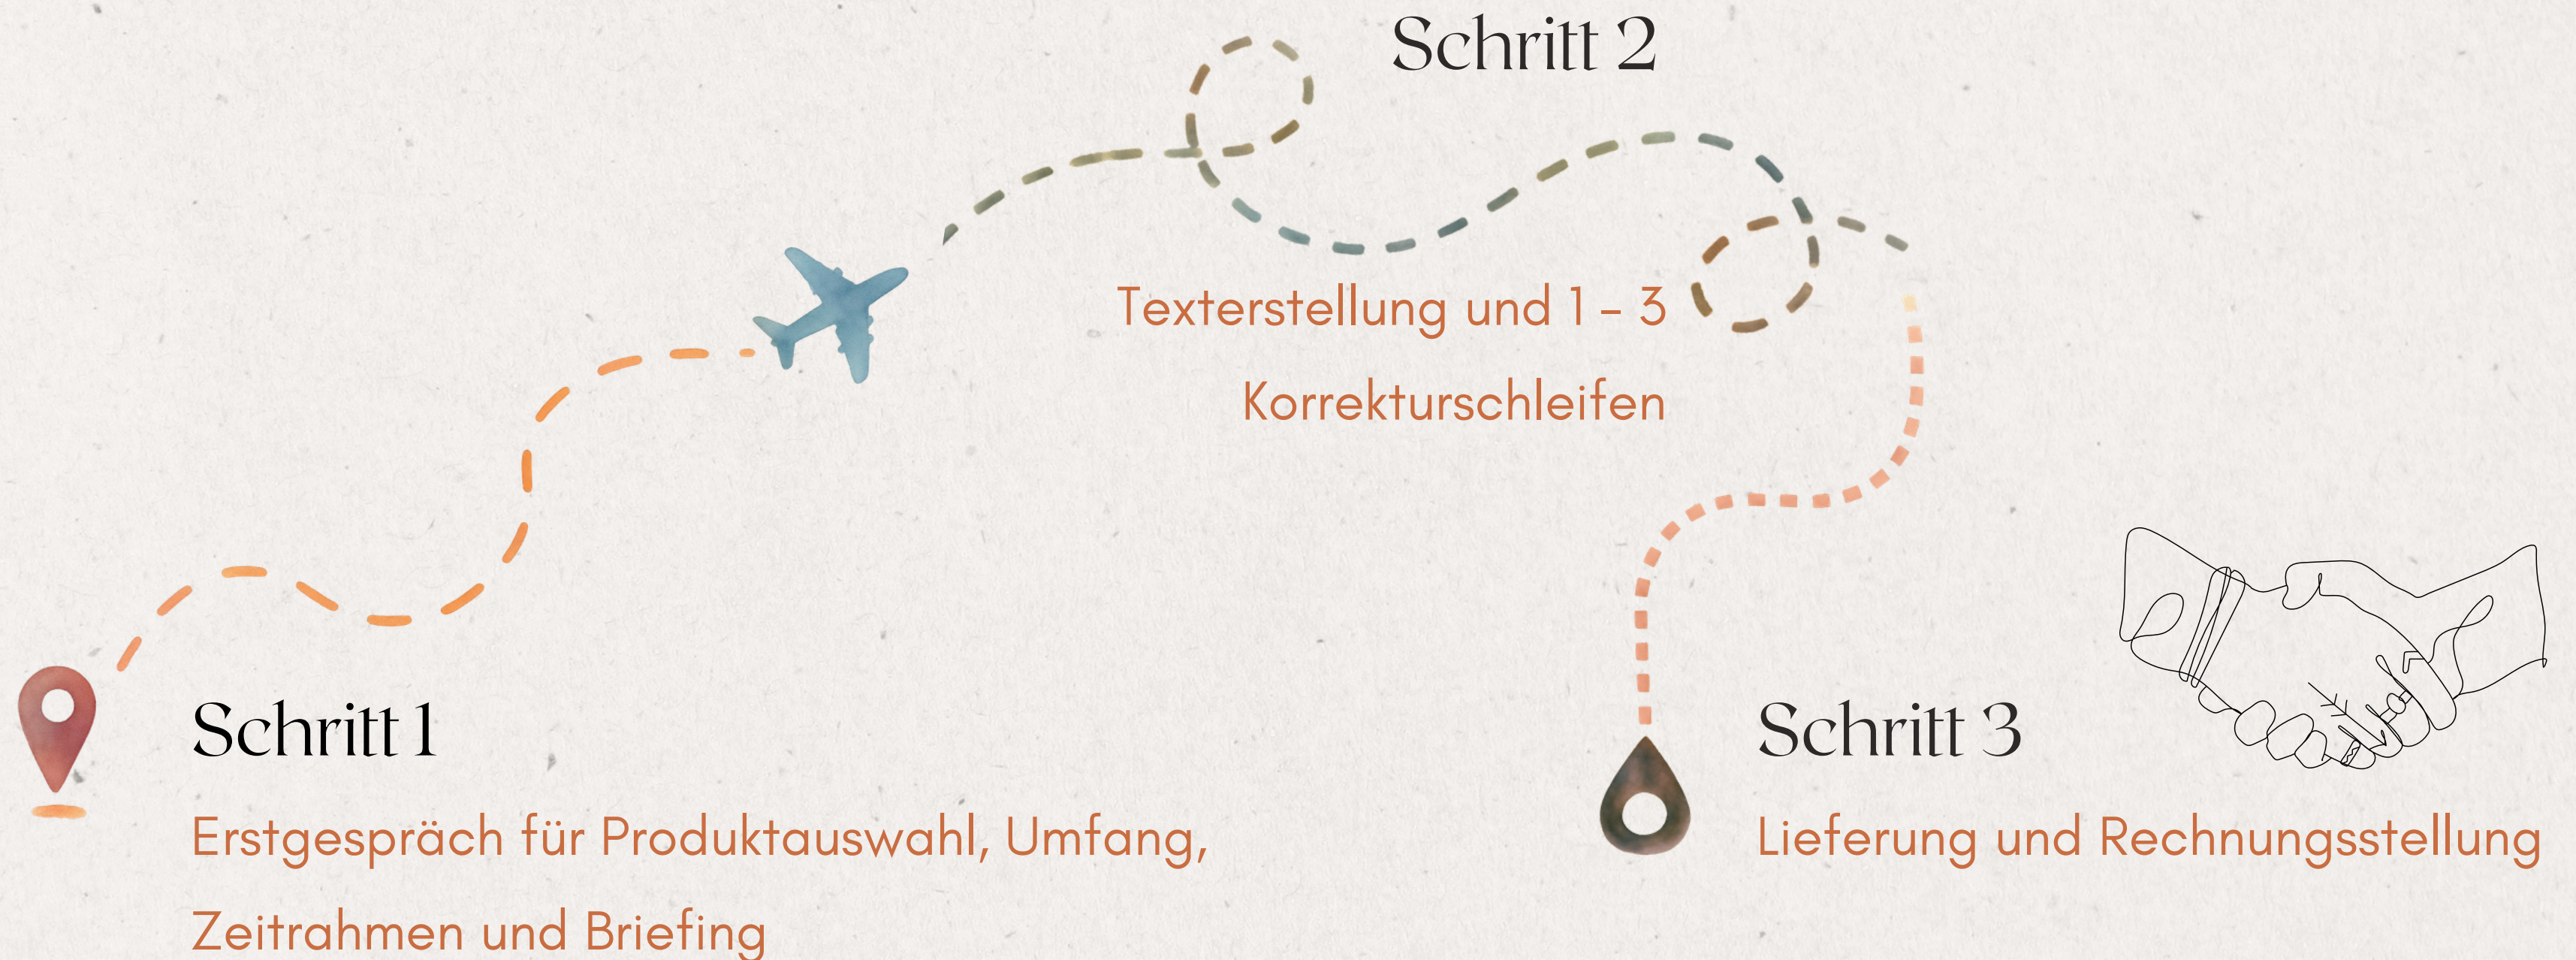 Schritt 1
Erstgespräch für Produktauswahl, Umfang,
Zeitrahmen und Briefing
Schritt 2
Texterstellung und 1 – 3
Korrekturschleifen
Schritt 3
Lieferung und Rechnungsstellung